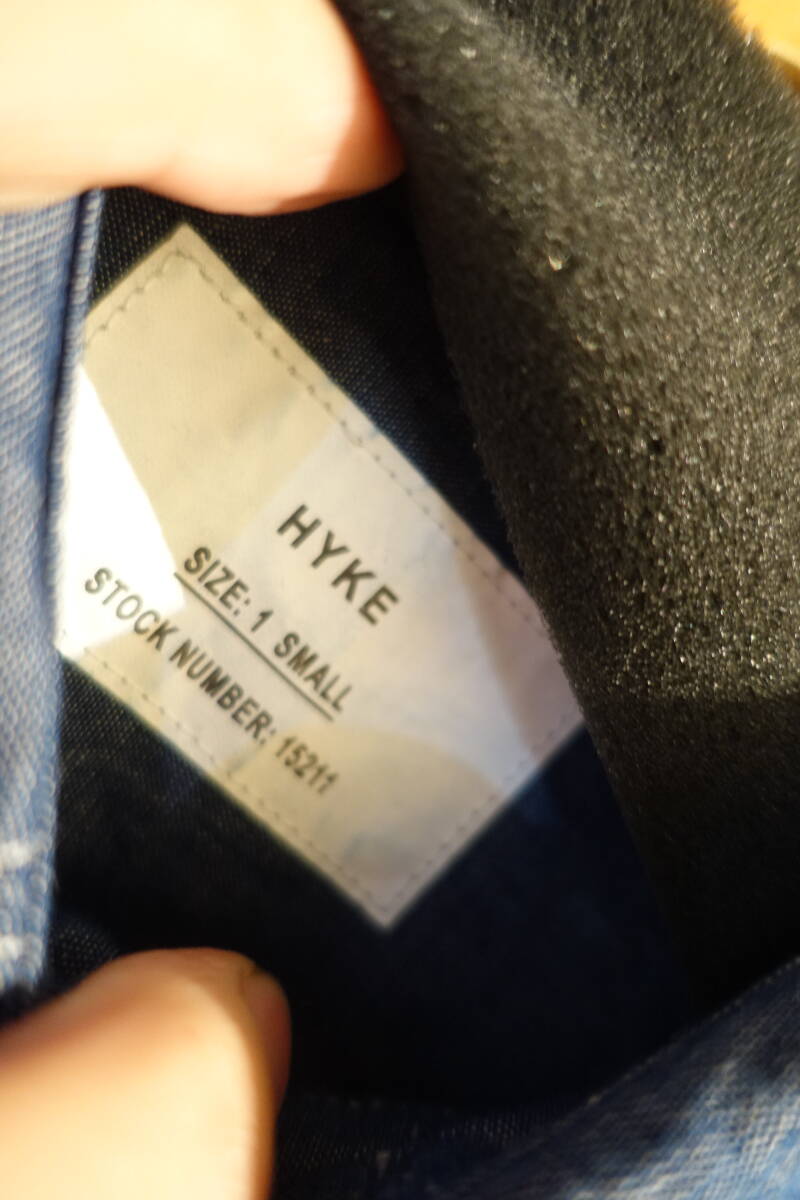 HYKE
SIZE: 1 SMALL
STOCK NUMBER: 15211